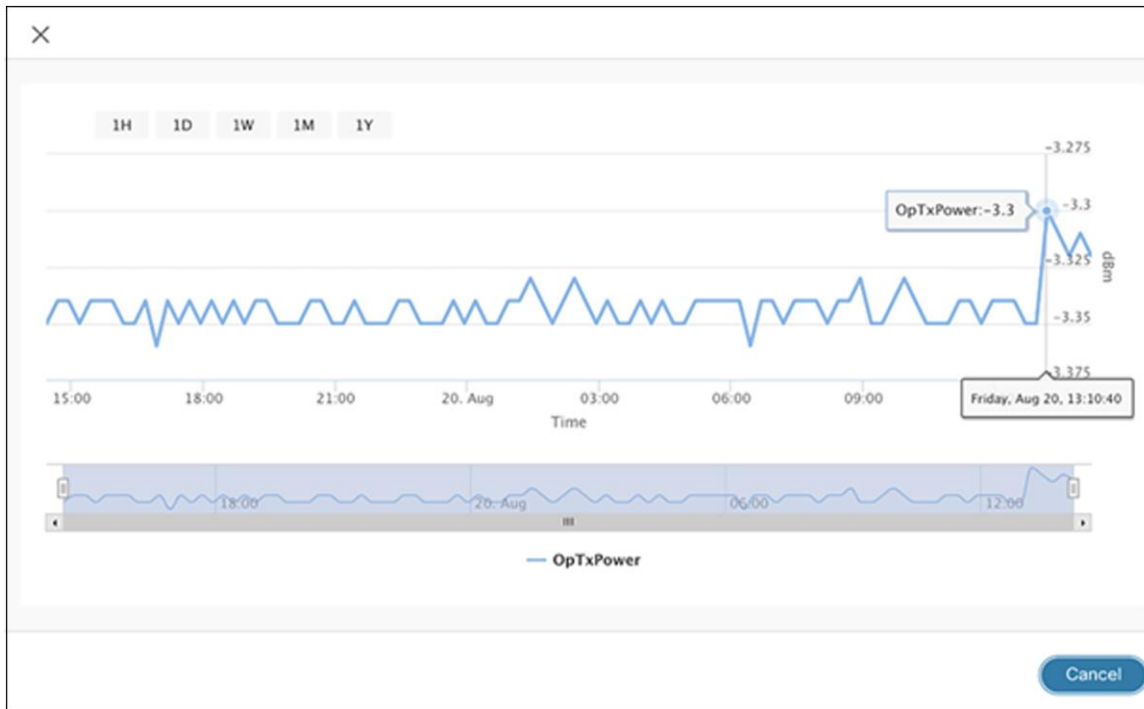 1H 1D 1W 1M 1Y
-3.275
OpTxPower:-3.3
-3.3
-3.325
dBm
-3.35
-3.375
15:00 18:00 21:00 20. Aug 03:00 06:00 09:00
Friday, Aug 20, 13:10:40
Time
18:00 20. Aug 06:00 12:00
OpTxPower
Cancel